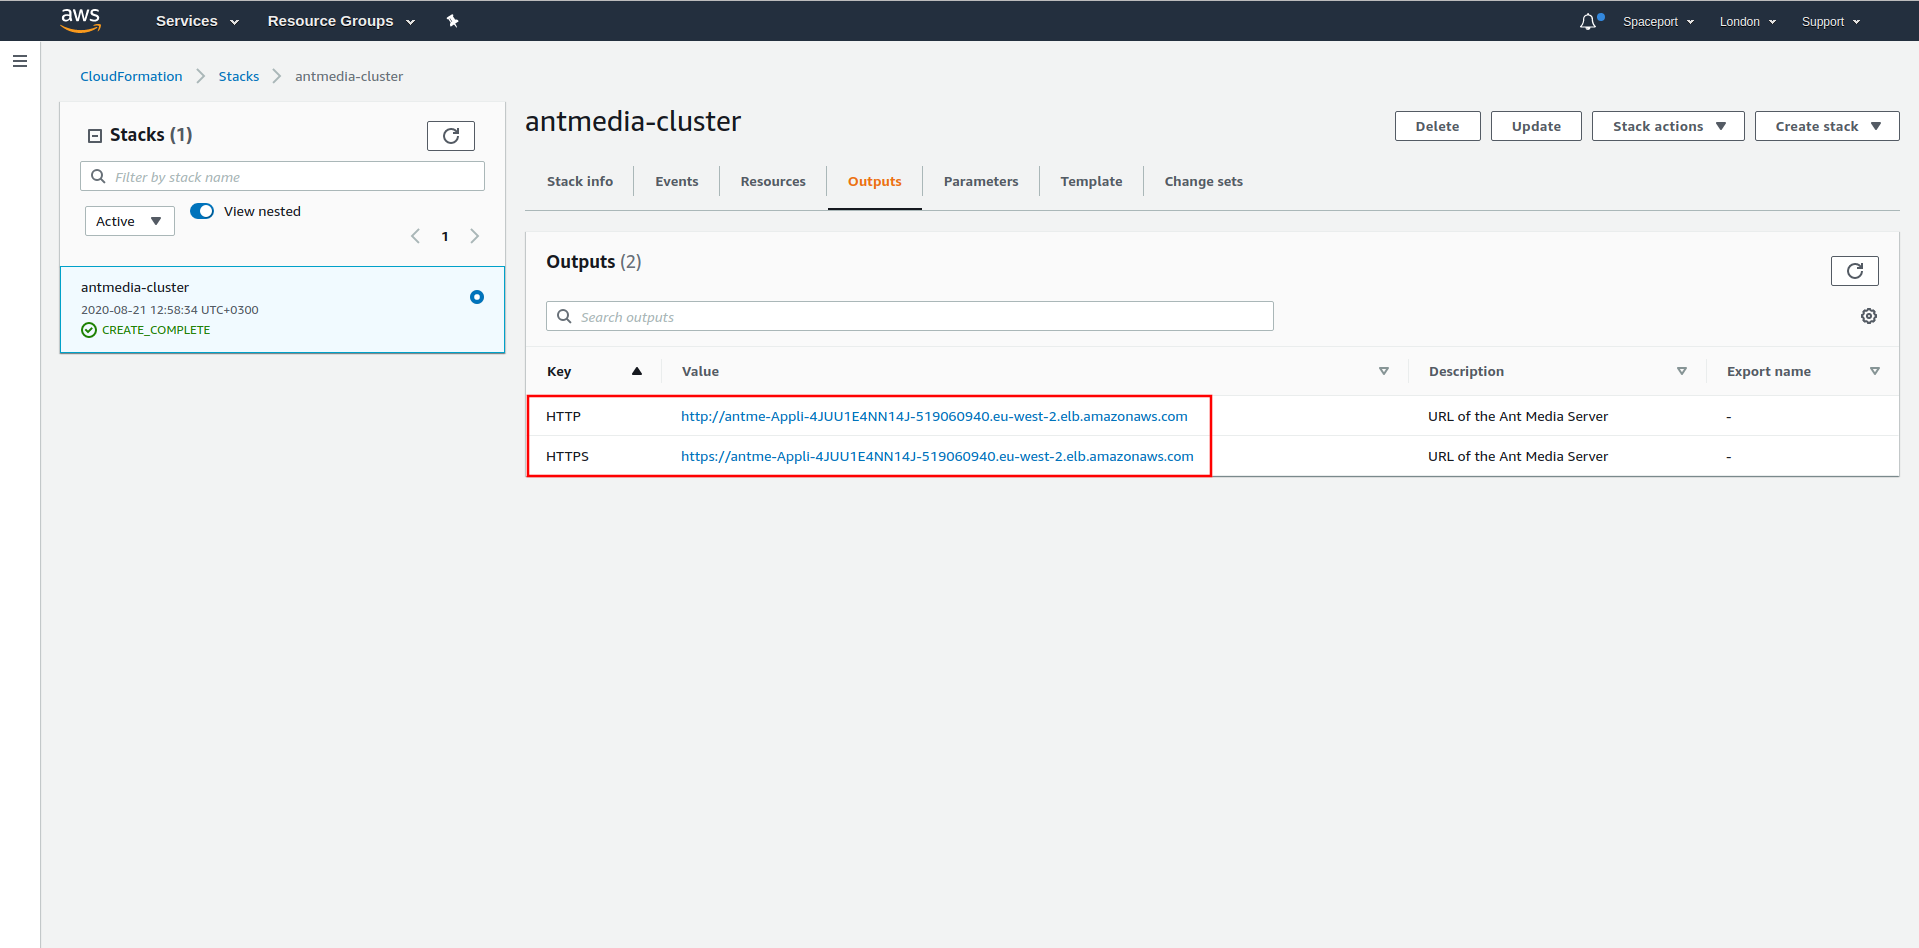 aws Services Resource Groups Spaceport London Support
CloudFormation Stacks antmedia-cluster
Stacks (1)
Filter by stack name
Active View nested
1
antmedia-cluster
2020-08-21 12:58:34 UTC+0300
CREATE_COMPLETE
antmedia-cluster
Delete Update Stack actions Create stack
Stack info Events Resources Outputs Parameters Template Change sets
Outputs (2)
Search outputs
Key Value Description Export name
HTTP http://antme-Appli-4JUU1E4NN14J-519060940.eu-west-2.elb.amazonaws.com URL of the Ant Media Server -
HTTPS https://antme-Appli-4JUU1E4NN14J-519060940.eu-west-2.elb.amazonaws.com URL of the Ant Media Server -